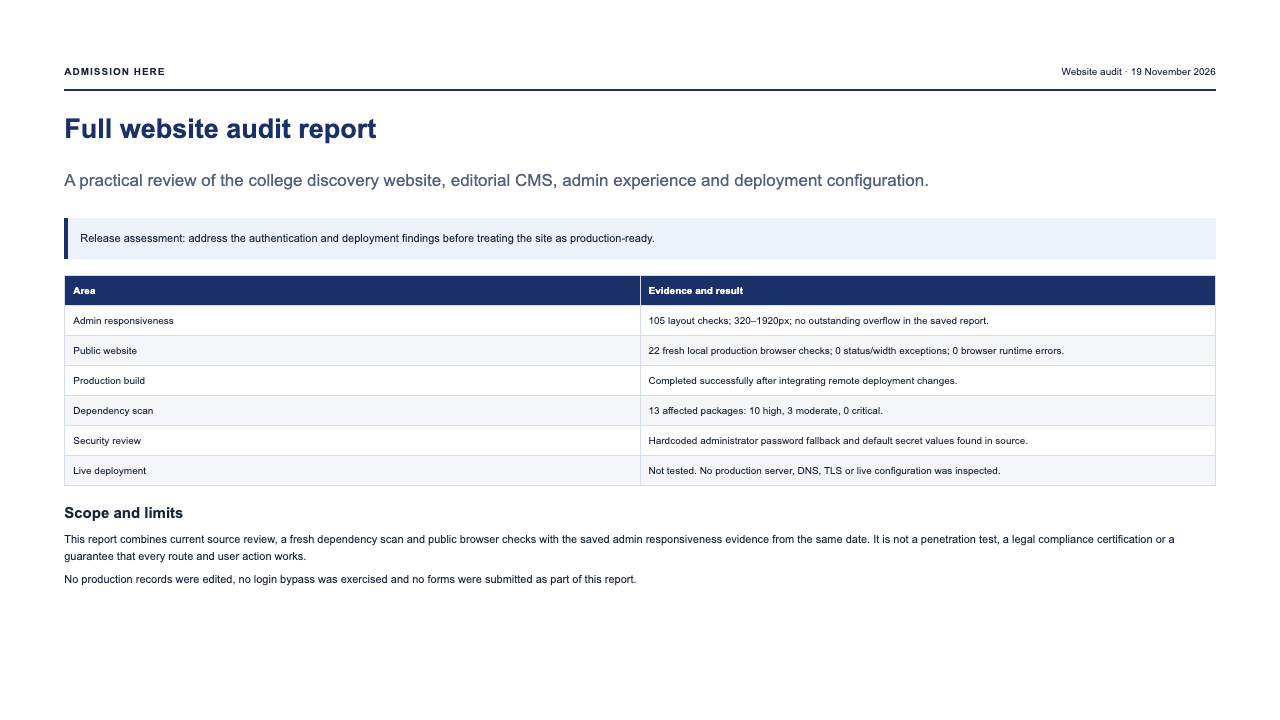 ADMISSION HERE
Website audit · 19 November 2026
Full website audit report
A practical review of the college discovery website, editorial CMS, admin experience and deployment configuration.
Release assessment: address the authentication and deployment findings before treating the site as production-ready.
Area
Evidence and result
Admin responsiveness
105 layout checks; 320–1920px; no outstanding overflow in the saved report.
Public website
22 fresh local production browser checks; 0 status/width exceptions; 0 browser runtime errors.
Production build
Completed successfully after integrating remote deployment changes.
Dependency scan
13 affected packages: 10 high, 3 moderate, 0 critical.
Security review
Hardcoded administrator password fallback and default secret values found in source.
Live deployment
Not tested. No production server, DNS, TLS or live configuration was inspected.
Scope and limits
This report combines current source review, a fresh dependency scan and public browser checks with the saved admin responsiveness evidence from the same date. It is not a penetration test, a legal compliance certification or a
guarantee that every route and user action works.
No production records were edited, no login bypass was exercised and no forms were submitted as part of this report.